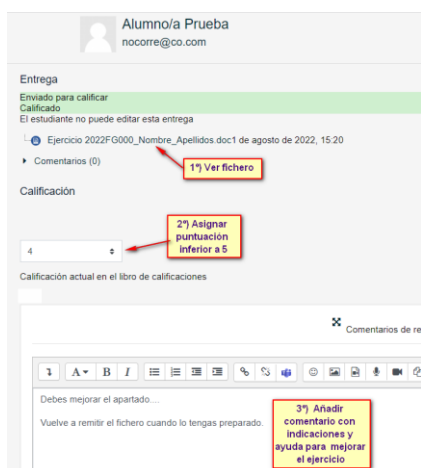 Alumno/a Prueba
nocorre@co.com
Entrega
Enviado para calificar
Calificado
El estudiante no puede editar esta entrega
Ejercicio 2022FG000_Nombre_Apellidos.doc1 de agosto de 2022, 15:20
Comentarios (0)
1º) Ver fichero
Calificación
2º) Asignar
puntuación
inferior a 5
4
Calificación actual en el libro de calificaciones
Comentarios de re
A B I
Debes mejorar el apartado....
Vuelve a remitir el fichero cuando lo tengas preparado.
3º) Añadir
comentario con
indicaciones y
ayuda para mejorar
el ejercicio